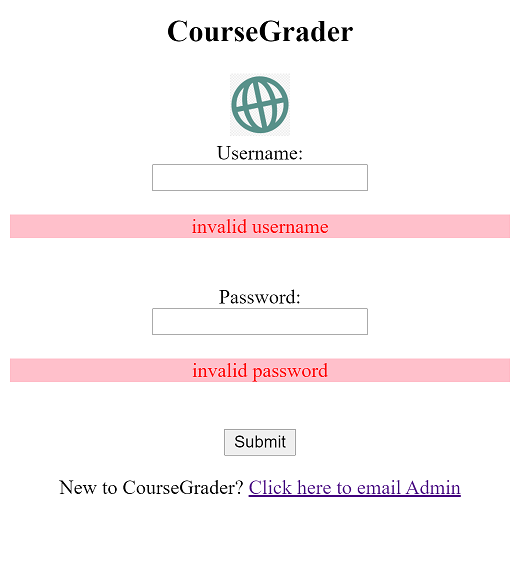 CourseGrader
Username:
invalid username
Password:
invalid password
Submit
New to CourseGrader? Click here to email Admin